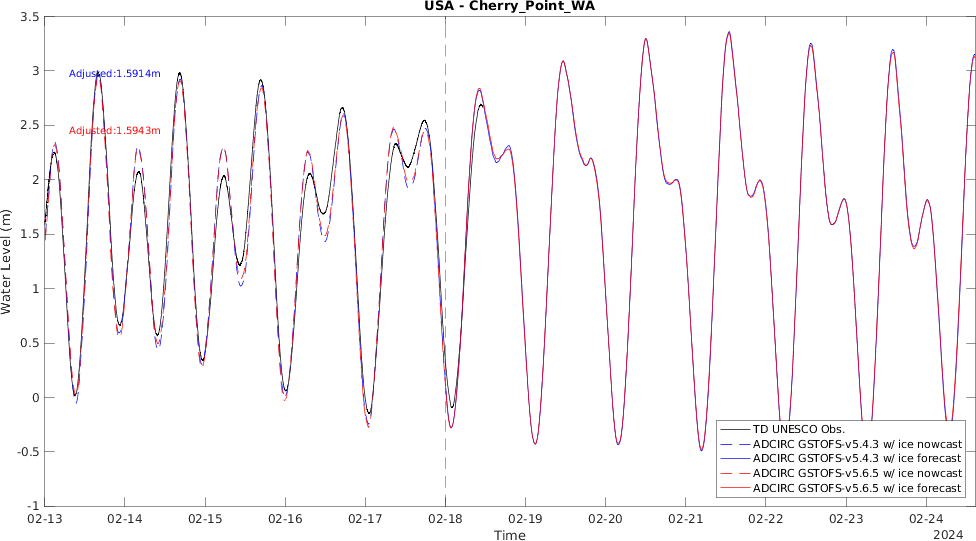 USA - Cherry_Point_WA
3.5
3
2.5
2
1.5
1
0.5
0
-0.5
-1
Water Level (m)
Adjusted:1.5914m
Adjusted:1.5943m
TD UNESCO Obs.
ADCIRC GSTOFS-v5.4.3 w/ ice nowcast
ADCIRC GSTOFS-v5.4.3 w/ ice forecast
ADCIRC GSTOFS-v5.6.5 w/ ice nowcast
ADCIRC GSTOFS-v5.6.5 w/ ice forecast
02-13 02-14 02-15 02-16 02-17 02-18 02-19 02-20 02-21 02-22 02-23 02-24
Time
2024